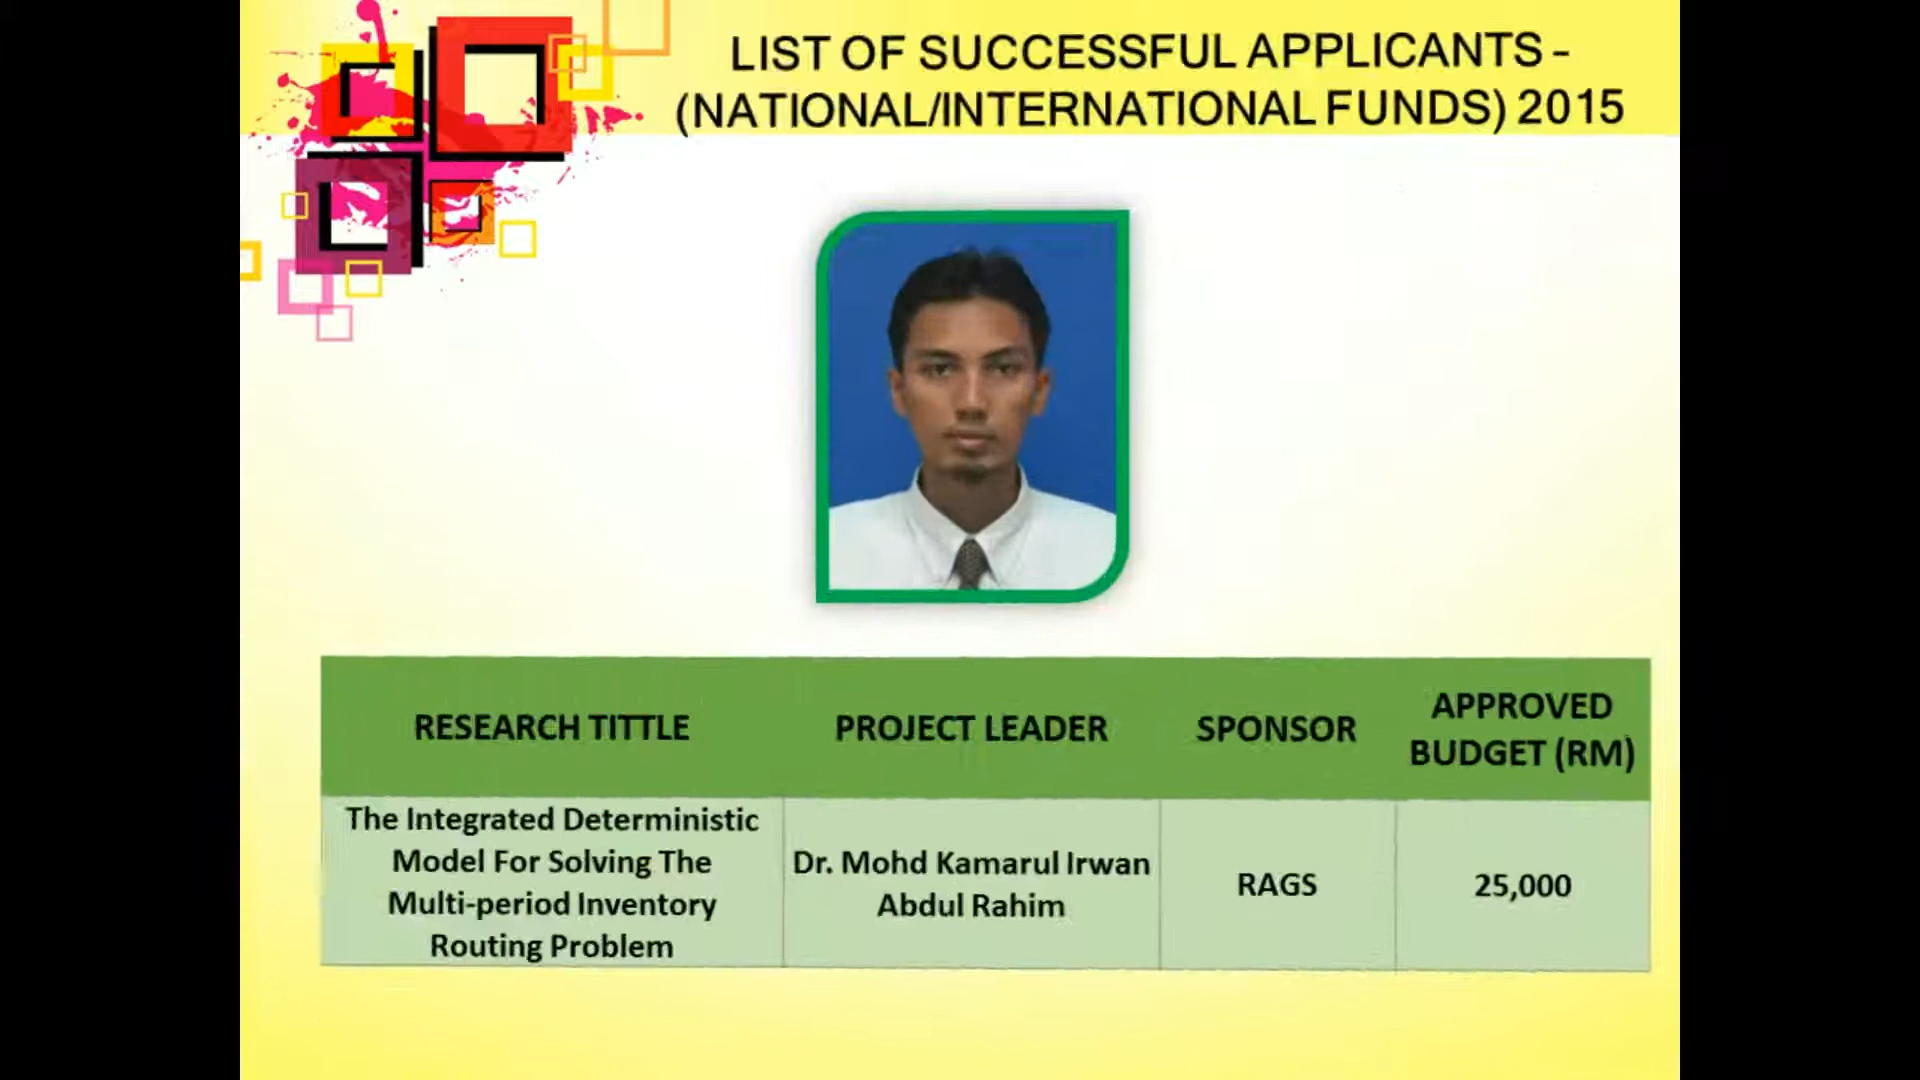 LIST OF SUCCESSFUL APPLICANTS -
(NATIONAL/INTERNATIONAL FUNDS) 2015
RESEARCH TITTLE
PROJECT LEADER
SPONSOR
APPROVED
BUDGET (RM)
The Integrated Deterministic
Model For Solving The
Multi-period Inventory
Routing Problem
Dr. Mohd Kamarul Irwan
Abdul Rahim
RAGS
25,000